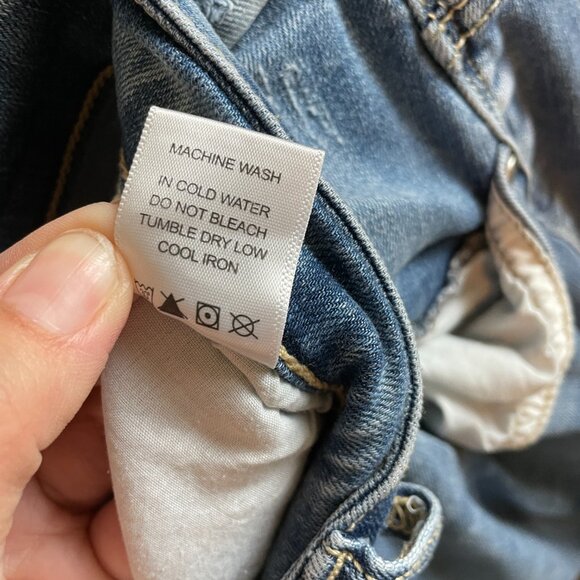 MACHINE WASH
IN COLD WATER
DO NOT BLEACH
TUMBLE DRY LOW
COOL IRON